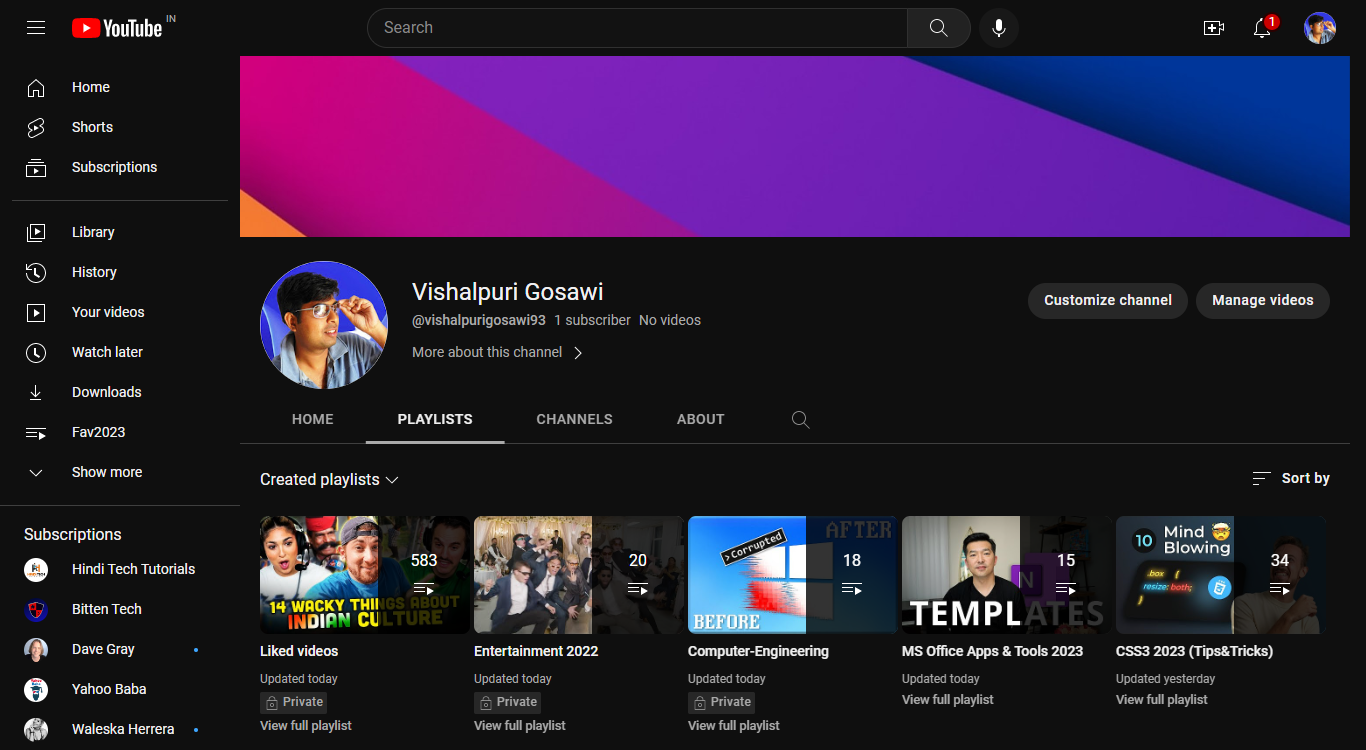 YouTube IN
Search
1
Home
Shorts
Subscriptions
Library
History
Your videos
Watch later
Downloads
Fav2023
Show more
Subscriptions
Hindi Tech Tutorials
Bitten Tech
Dave Gray
Yahoo Baba
Waleska Herrera
Vishalpuri Gosawi
@vishalpurigosawi93 1 subscriber No videos
More about this channel
Customize channel
Manage videos
HOME
PLAYLISTS
CHANNELS
ABOUT
Created playlists
Sort by
583
14 WACKY THINGS ABOUT
INDIAN CULTURE
Liked videos
Updated today
Private
View full playlist
20
Entertainment 2022
Updated today
Private
View full playlist
>Corrupted
AFTER
18
BEFORE
Computer-Engineering
Updated today
Private
View full playlist
15
N
TEMPLATES
MS Office Apps & Tools 2023
Updated today
View full playlist
10 Mind
Blowing
34
box {
resize: both;
}
CSS3 2023 (Tips&Tricks)
Updated yesterday
View full playlist